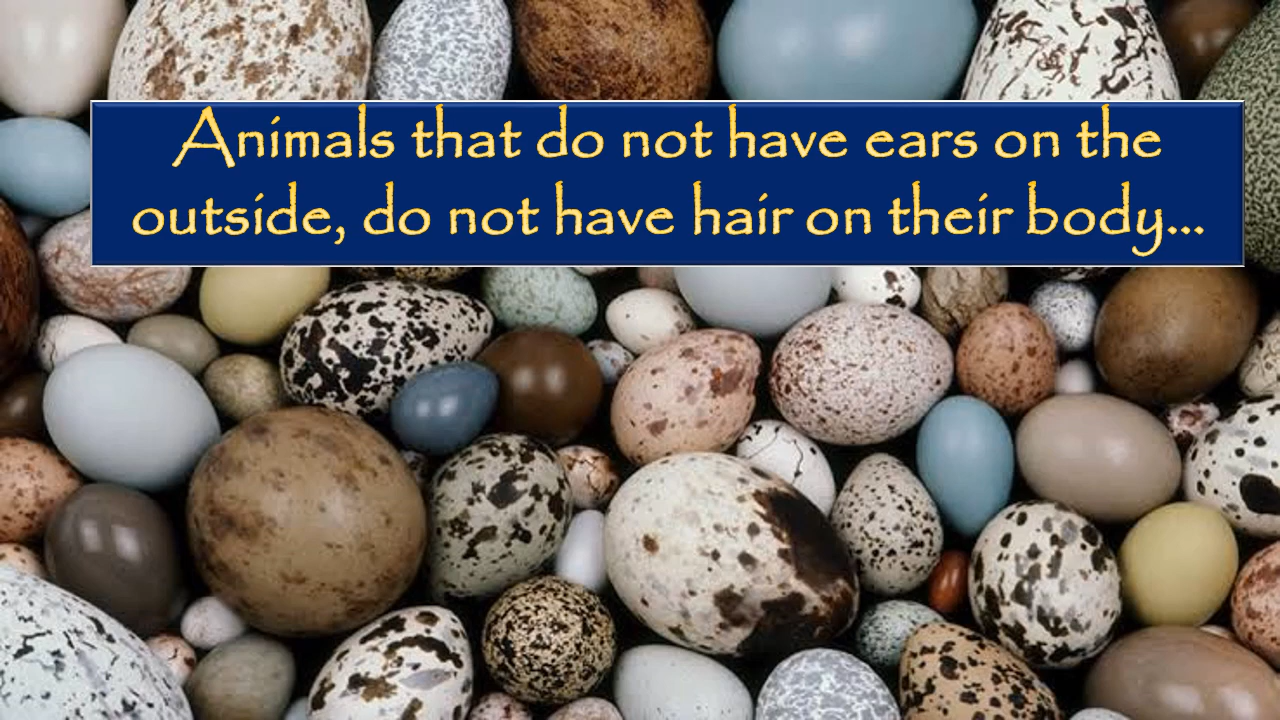 Animals that do not have ears on the
outside, do not have hair on their body...